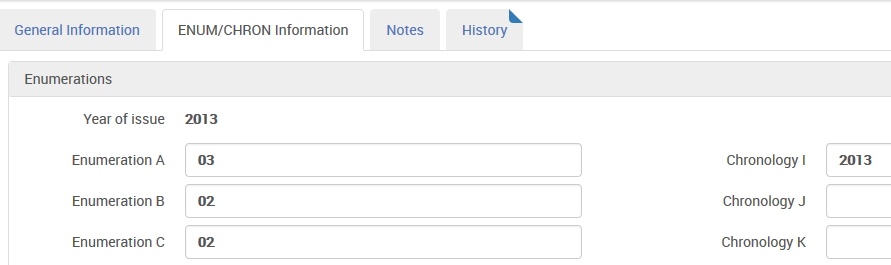 General Information ENUM/CHRON Information Notes History
Enumerations
Year of issue 2013
Enumeration A 03 Chronology I 2013
Enumeration B 02 Chronology J
Enumeration C 02 Chronology K